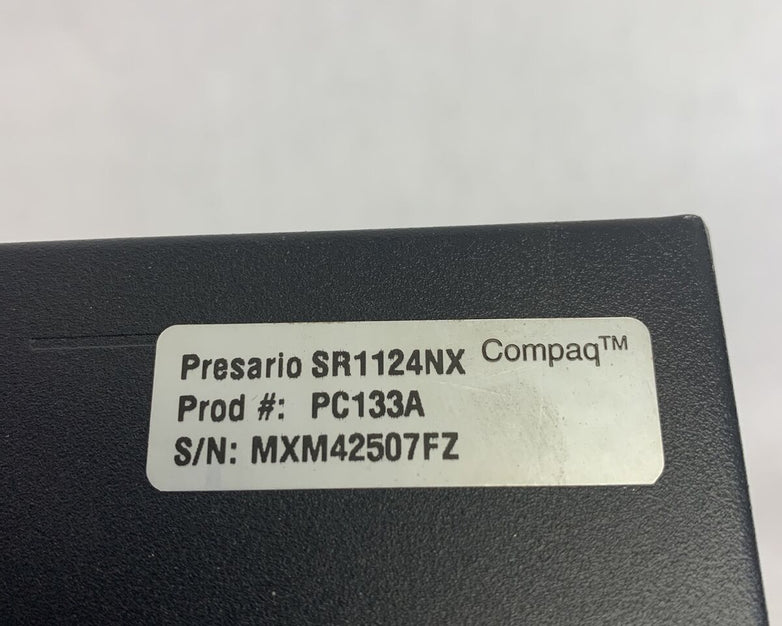 Presario SR1124NX Compaq™
Prod #: PC133A
S/N: MXM42507FZ